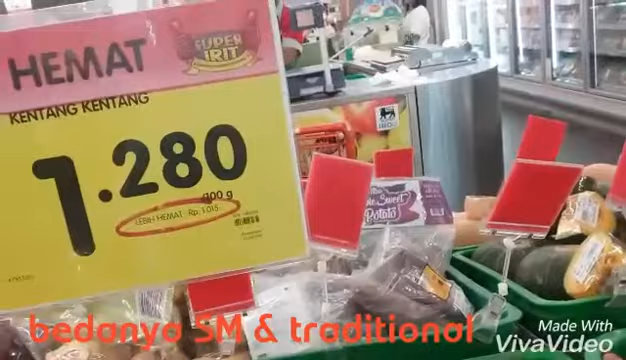 HEMAT
SUPER
IRIT
KENTANG KENTANG
1.280
/100 g
LEBIH HEMAT : Rp. 1.015
Sweet
Potato
bedanya SM & traditional
Made With
VivaVideo